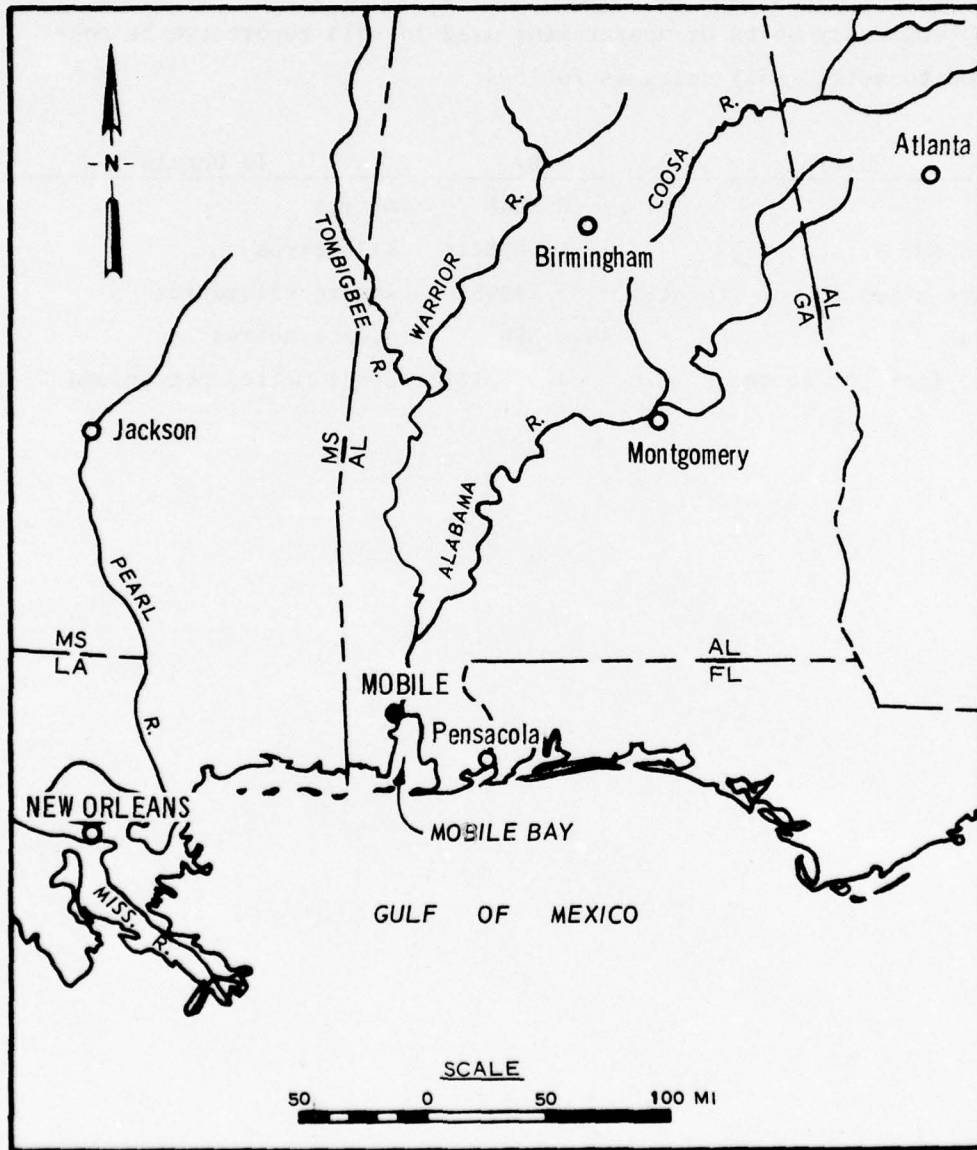 -N-
TOMBIGBEE R.
WARRIOR R.
COOSA R.
Atlanta
Birmingham
AL
GA
Jackson
MS
AL
Montgomery
ALABAMA R.
PEARL R.
MS
LA
AL
FL
MOBILE
Pensacola
NEW ORLEANS
MOBILE BAY
MISS. R.
GULF OF MEXICO
SCALE
50 0 50 100 MI